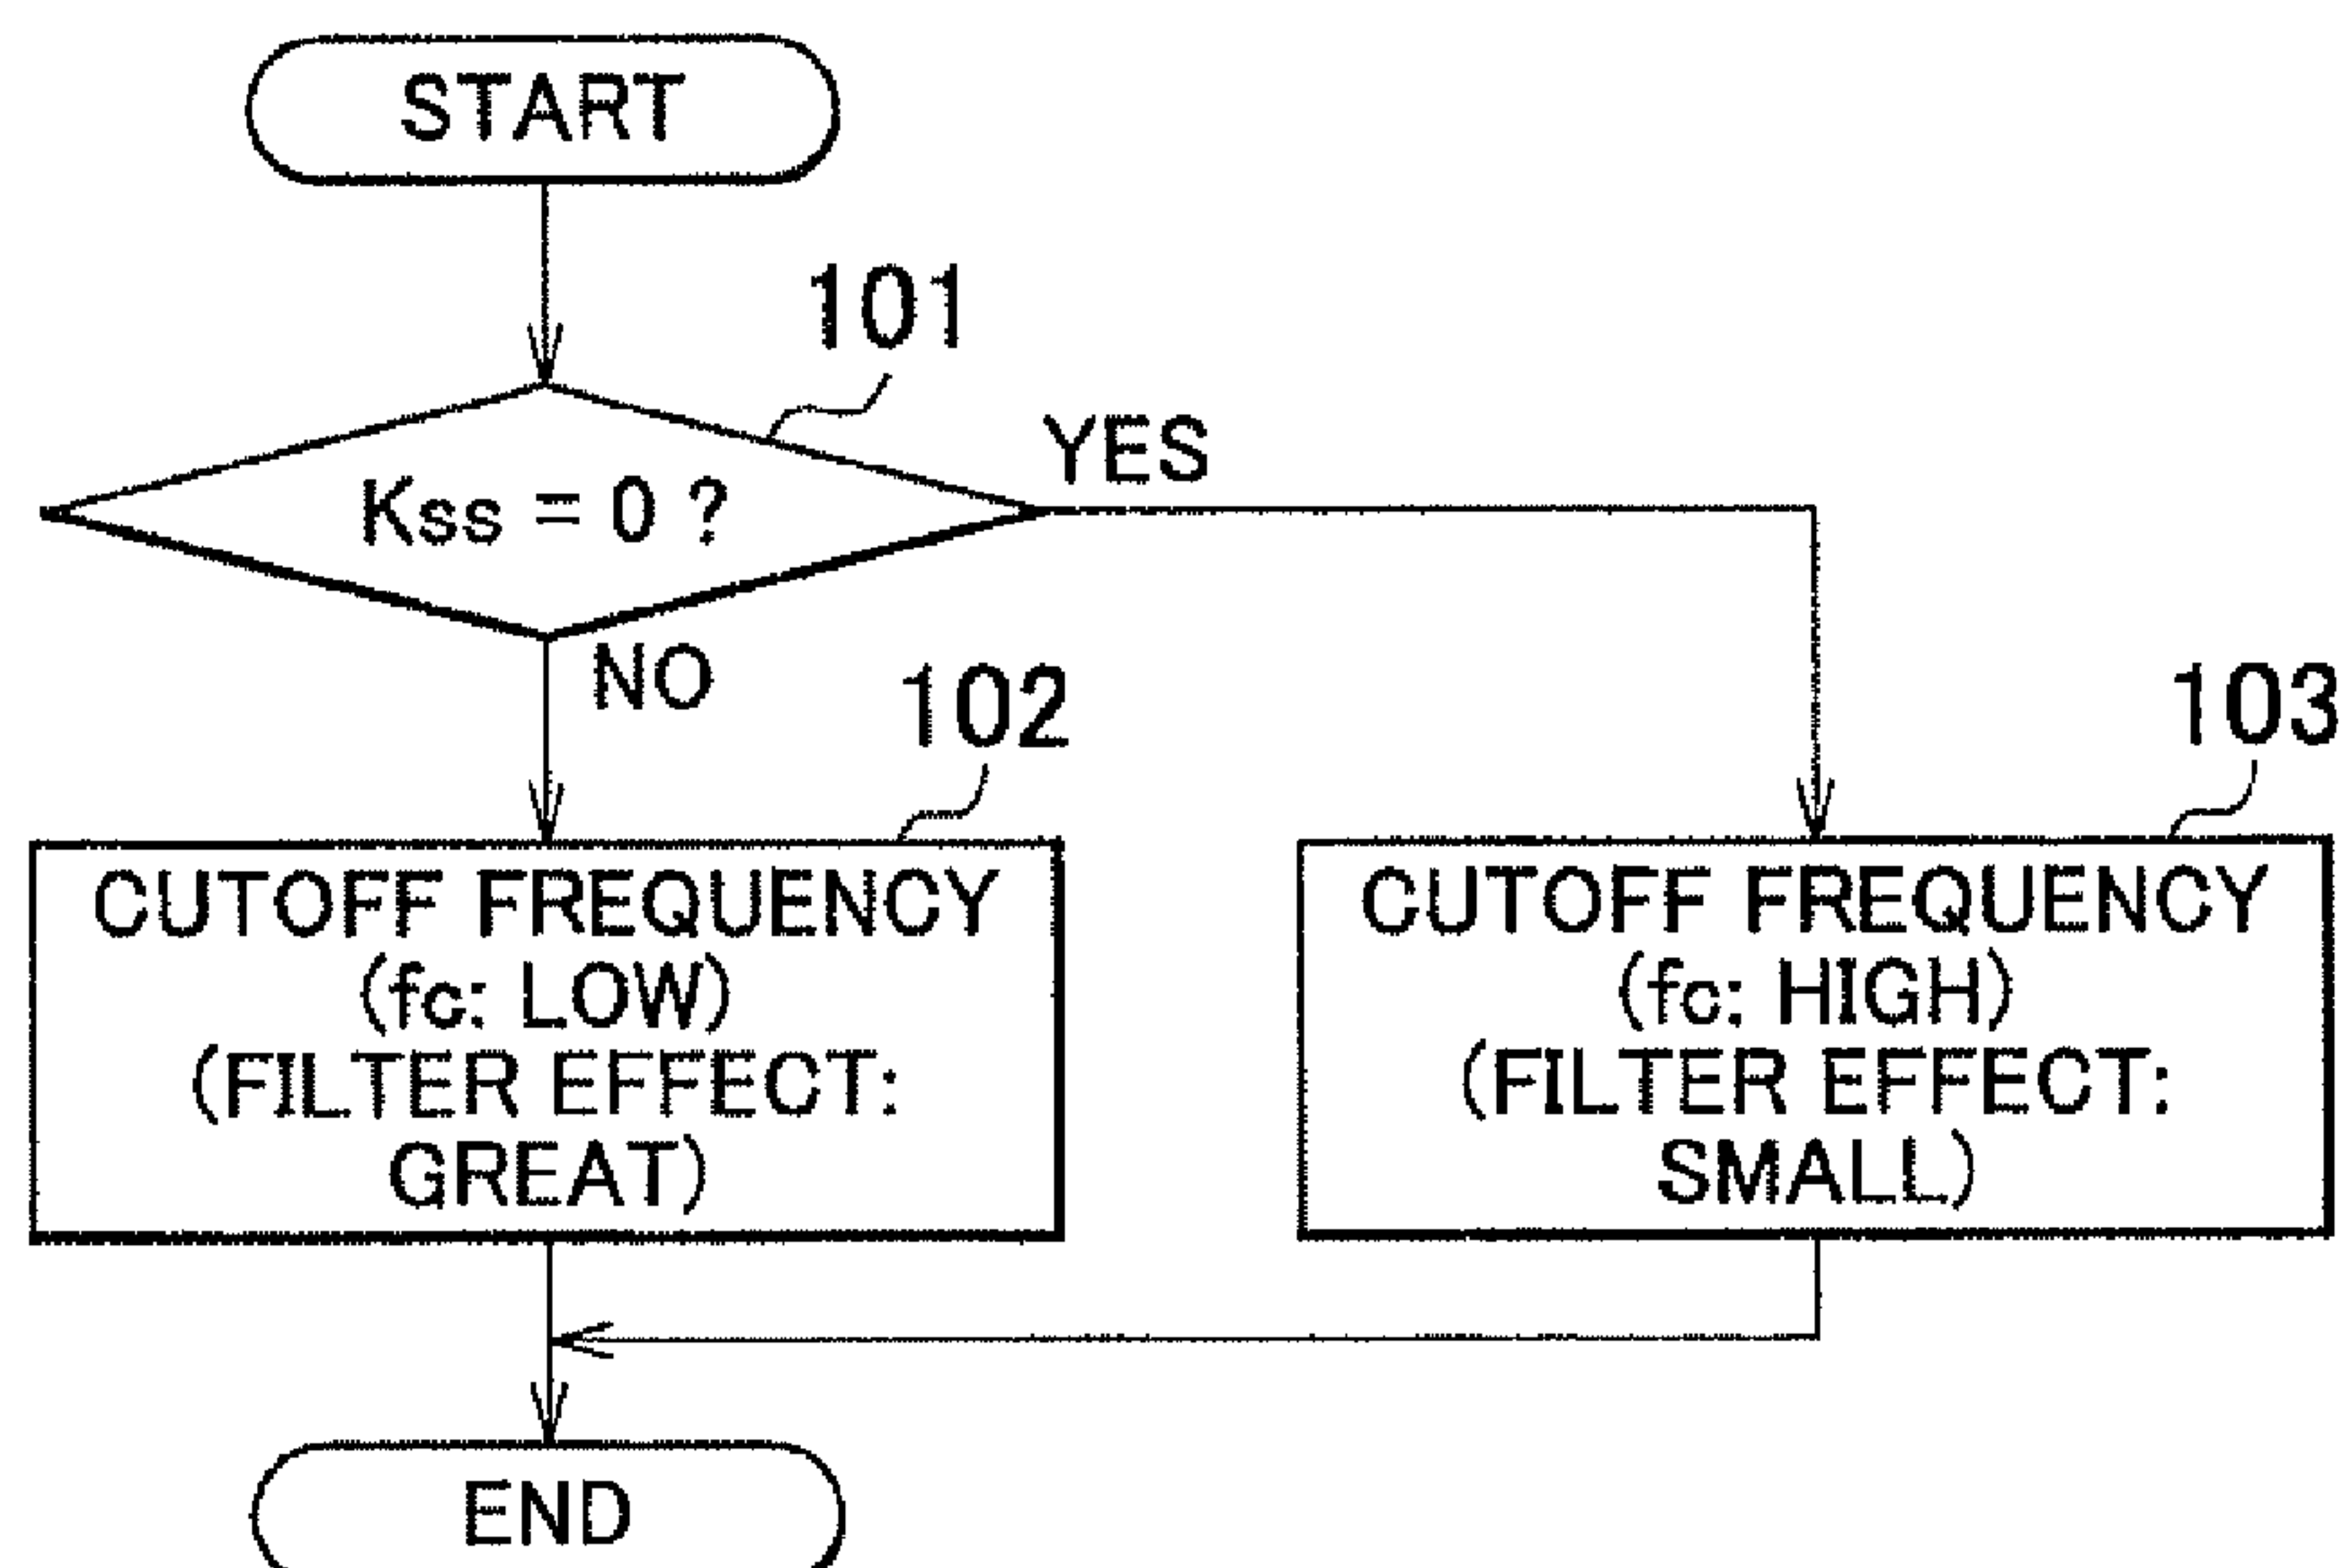 START
101
Kss = 0 ?
YES
NO
102
103
CUTOFF FREQUENCY
(fc; LOW)
(FILTER EFFECT:
GREAT)
CUTOFF FREQUENCY
(fc; HIGH)
(FILTER EFFECT:
SMALL)
END